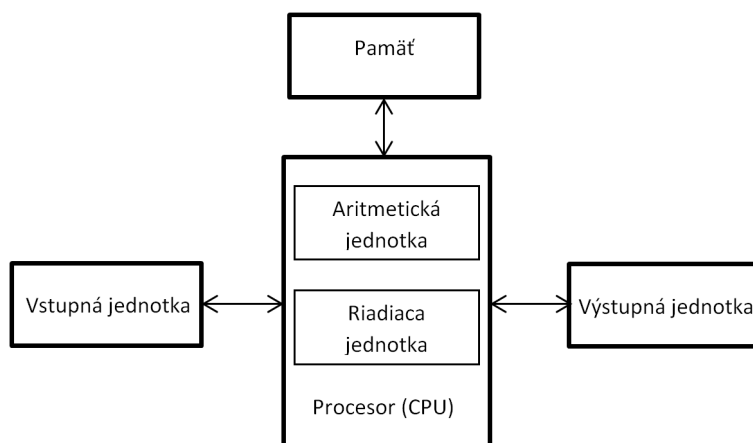 Pamäť
Aritmetická
jednotka
Vstupná jednotka
Riadiaca
jednotka
Výstupná jednotka
Procesor (CPU)